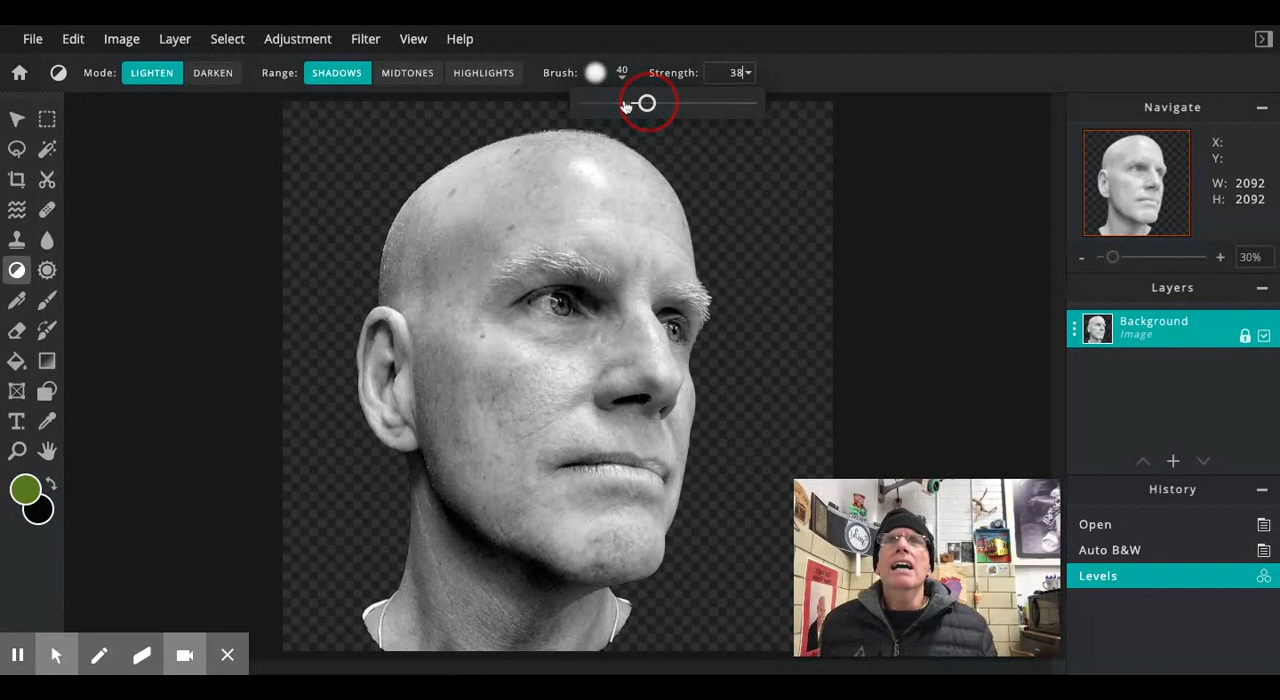 File Edit Image Layer Select Adjustment Filter View Help
Mode: LIGHTEN DARKEN Range: SHADOWS MIDTONES HIGHLIGHTS Brush: 40 Strength: 38
Navigate
X:
Y:
W: 2092
H: 2092
- + 30%
Layers
Background
Image
T
History
Open
Auto B&W
Levels